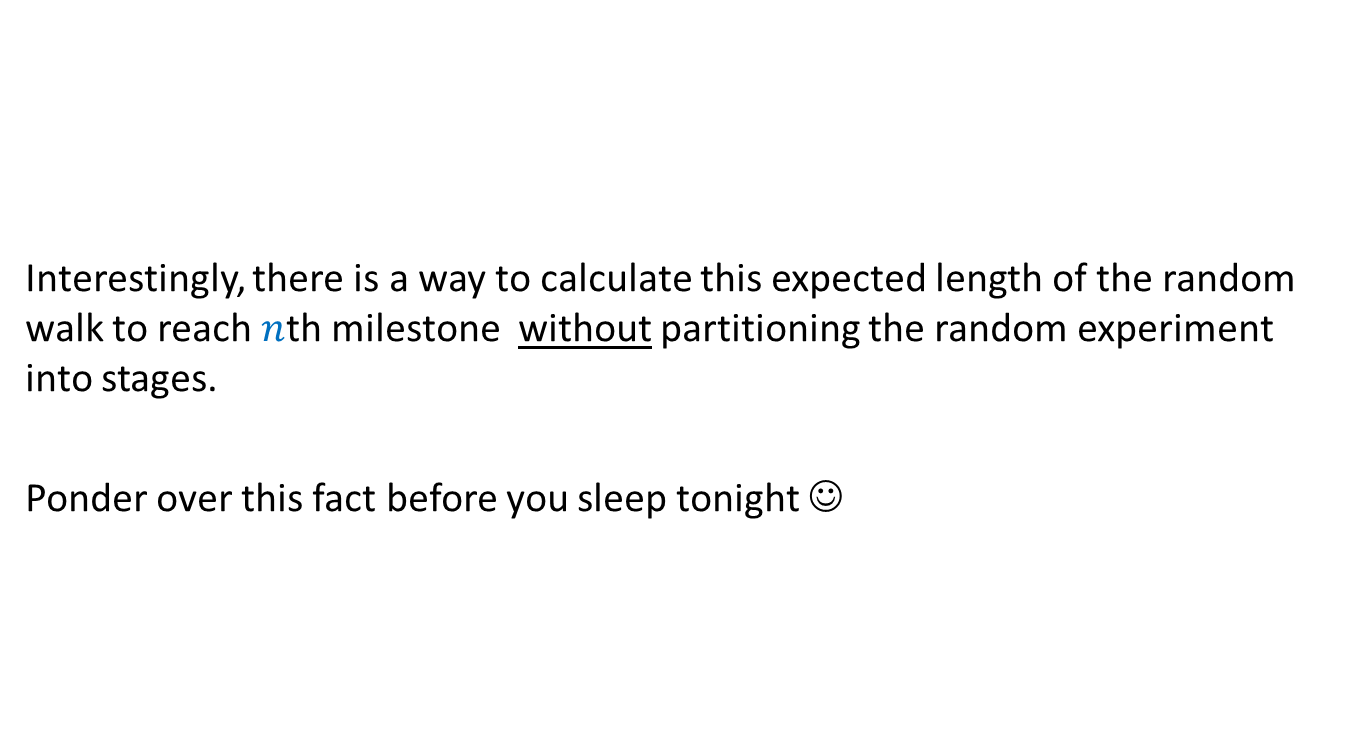 Interestingly, there is a way to calculate this expected length of the random
walk to reach nth milestone without partitioning the random experiment
into stages.
Ponder over this fact before you sleep tonight ☺